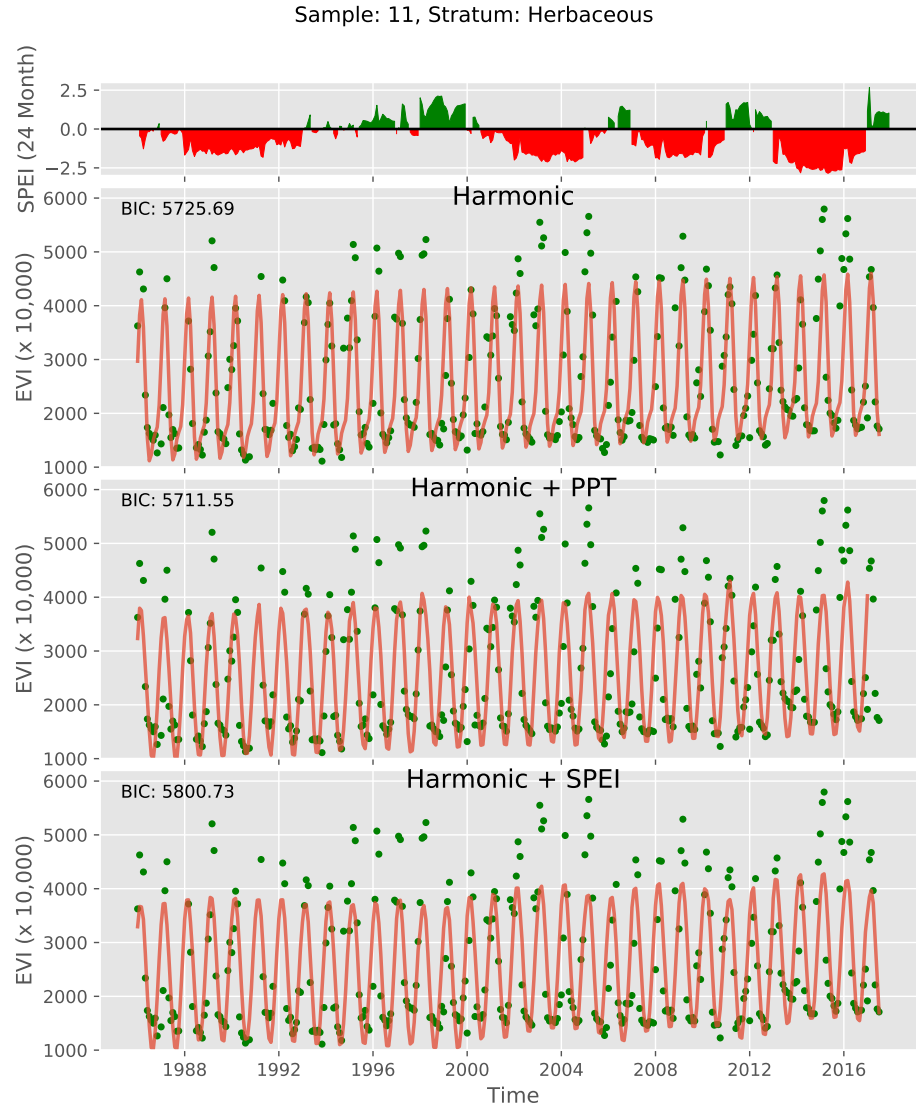 Sample: 11, Stratum: Herbaceous
SPEI (24 Month)
2.5
0.0
−2.5
Harmonic
BIC: 5725.69
EVI (x 10,000)
6000
5000
4000
3000
2000
1000
Harmonic + PPT
BIC: 5711.55
EVI (x 10,000)
6000
5000
4000
3000
2000
1000
Harmonic + SPEI
BIC: 5800.73
EVI (x 10,000)
6000
5000
4000
3000
2000
1000
1988 1992 1996 2000 2004 2008 2012 2016
Time